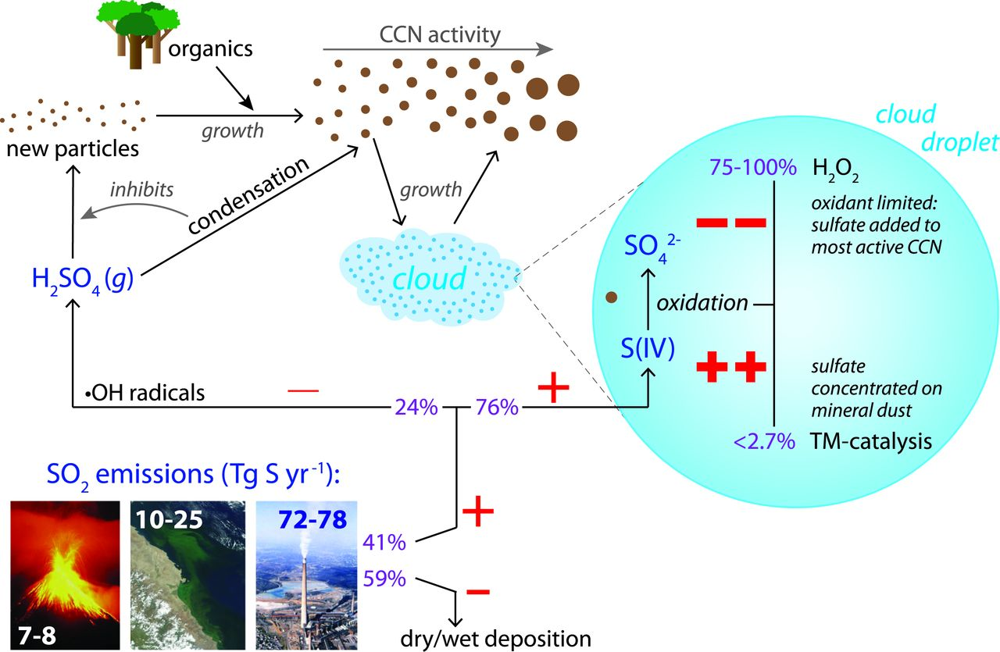 organics
CCN activity
growth
new particles
inhibits
condensation
growth
cloud
H₂SO₄ (g)
•OH radicals
24%
76%
cloud
droplet
75-100%
H₂O₂
oxidant limited:
sulfate added to
most active CCN
SO₄²⁻
oxidation
S(IV)
sulfate
concentrated on
mineral dust
<2.7%
TM-catalysis
SO₂ emissions (Tg S yr⁻¹):
7-8
10-25
72-78
41%
59%
dry/wet deposition